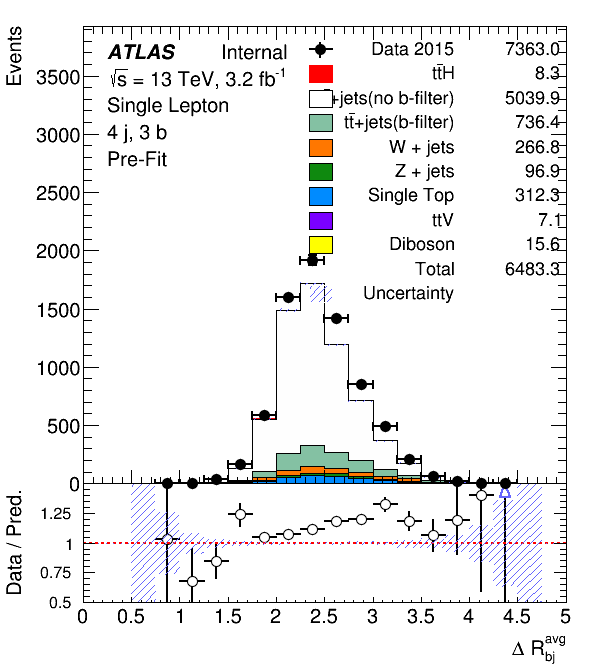 Events
ATLAS Internal
√s = 13 TeV, 3.2 fb-1
Single Lepton
4 j, 3 b
Pre-Fit
Data 2015 7363.0
tt̄H 8.3
+jets(no b-filter) 5039.9
tt̄+jets(b-filter) 736.4
W + jets 266.8
Z + jets 96.9
Single Top 312.3
ttV 7.1
Diboson 15.6
Total 6483.3
Uncertainty
3500
3000
2500
2000
1500
1000
500
0
Data / Pred.
1.25
1
0.75
0.5
0 0.5 1 1.5 2 2.5 3 3.5 4 4.5 5
Δ R avg bj